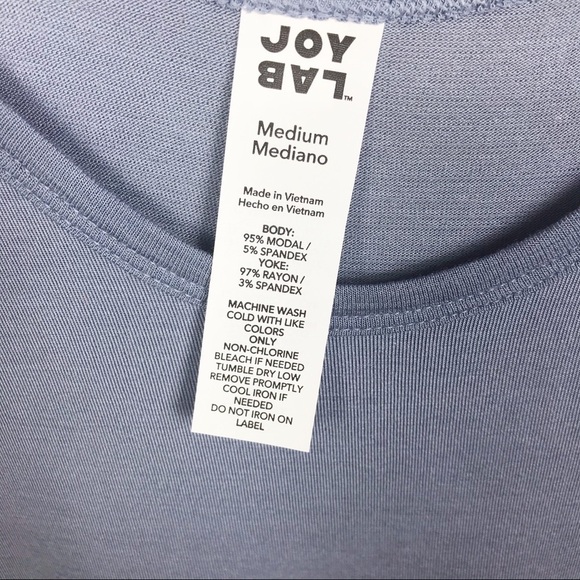 JOY
LAB™
Medium
Mediano
Made in Vietnam
Hecho en Vietnam
BODY:
95% MODAL /
5% SPANDEX
YOKE:
97% RAYON /
3% SPANDEX
MACHINE WASH
COLD WITH LIKE
COLORS
ONLY
NON-CHLORINE
BLEACH IF NEEDED
TUMBLE DRY LOW
REMOVE PROMPTLY
COOL IRON IF
NEEDED
DO NOT IRON ON
LABEL